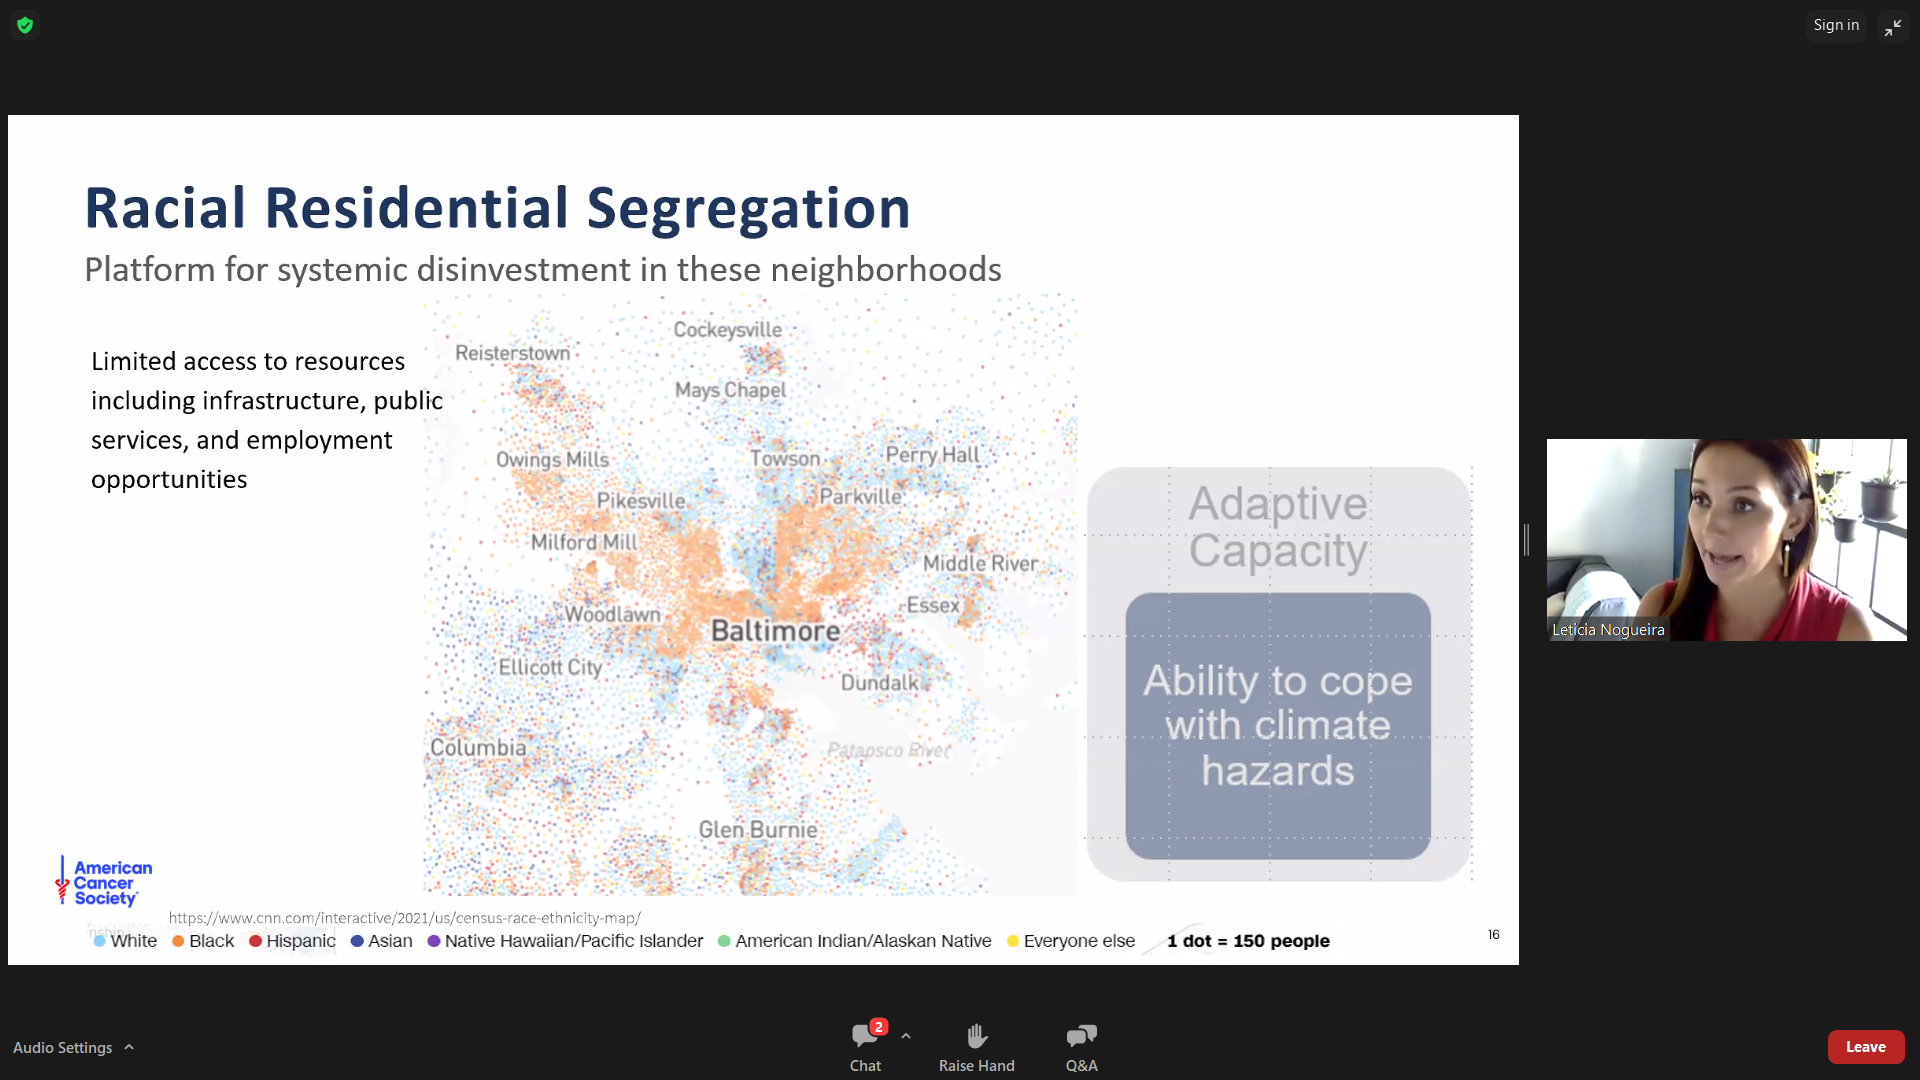 Sign in
Racial Residential Segregation
Platform for systemic disinvestment in these neighborhoods
Limited access to resources
including infrastructure, public
services, and employment
opportunities
Cockeysville
Reisterstown
Mays Chapel
Owings Mills
Towson
Perry Hall
Pikesville
Parkville
Milford Mill
Middle River
Woodlawn
Essex
Baltimore
Ellicott City
Dundalk
Columbia
Patapsco River
Glen Burnie
Adaptive
Capacity
Ability to cope
with climate
hazards
Leticia Nogueira
American
Cancer
Society
https://www.cnn.com/interactive/2021/us/census-race-ethnicity-map/
White Black Hispanic Asian Native Hawaiian/Pacific Islander American Indian/Alaskan Native Everyone else 1 dot = 150 people
16
Audio Settings
2
Chat
Raise Hand
Q&A
Leave